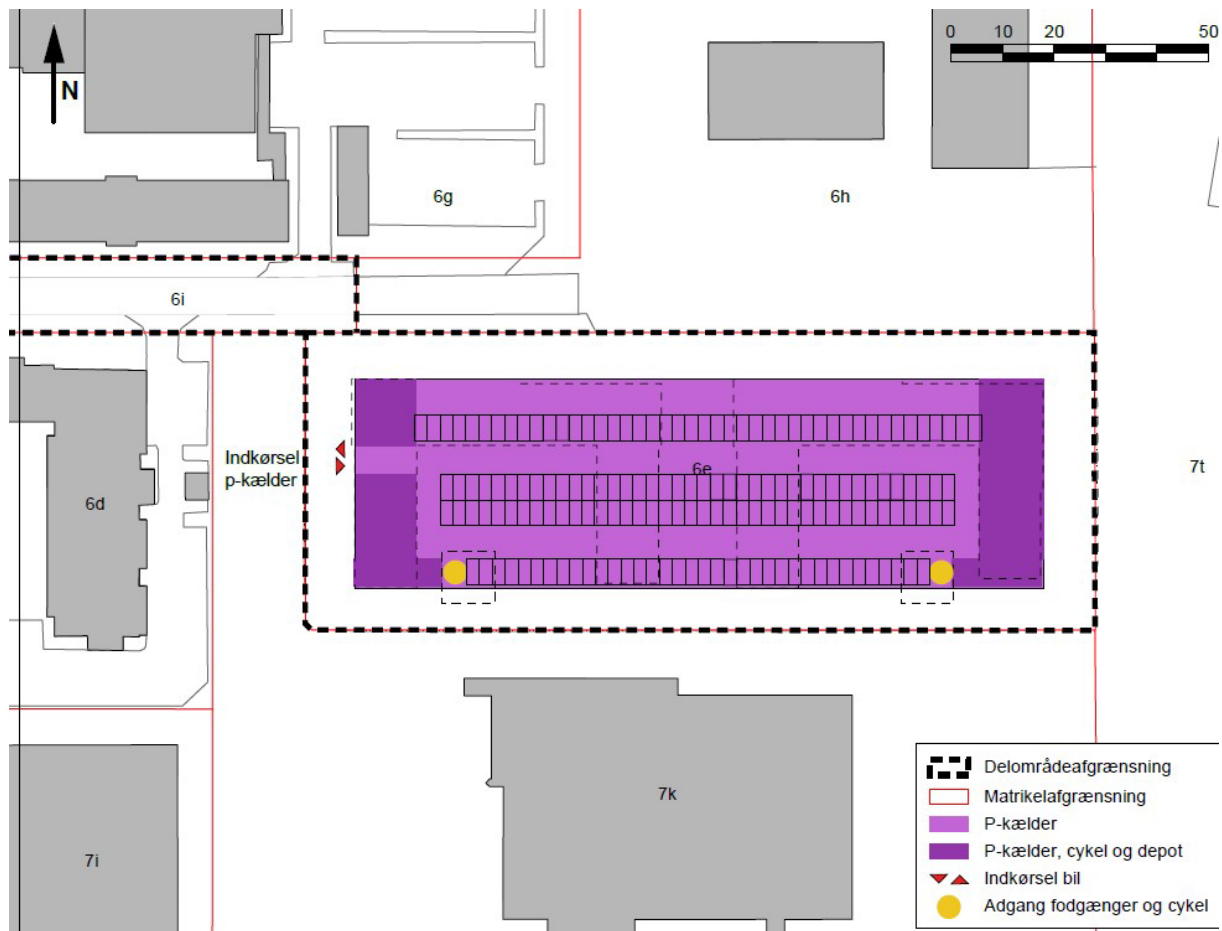 0 10 20 50
N
6g
6h
6i
Indkørsel
p-kælder
6e
7t
6d
7k
7i
Delområdeafgrænsning
Matrikelafgrænsning
P-kælder
P-kælder, cykel og depot
Indkørsel bil
Adgang fodgænger og cykel